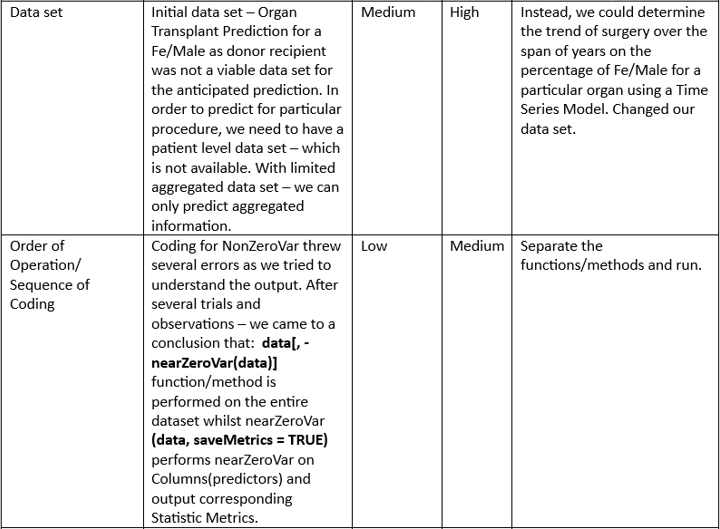 Data set
Initial data set – Organ
Transplant Prediction for a
Fe/Male as donor recipient
was not a viable data set for
the anticipated prediction. In
order to predict for particular
procedure, we need to have a
patient level data set – which
is not available. With limited
aggregated data set – we can
only predict aggregated
information.
Medium
High
Instead, we could determine
the trend of surgery over the
span of years on the
percentage of Fe/Male for a
particular organ using a Time
Series Model. Changed our
data set.
Order of
Operation/
Sequence of
Coding
Coding for NonZeroVar threw
several errors as we tried to
understand the output. After
several trials and
observations – we came to a
conclusion that:  data[, -
nearZeroVar(data)]
function/method is
performed on the entire
dataset whilst nearZeroVar
(data, saveMetrics = TRUE)
performs nearZeroVar on
Columns(predictors) and
output corresponding
Statistic Metrics.
Low
Medium
Separate the
functions/methods and run.